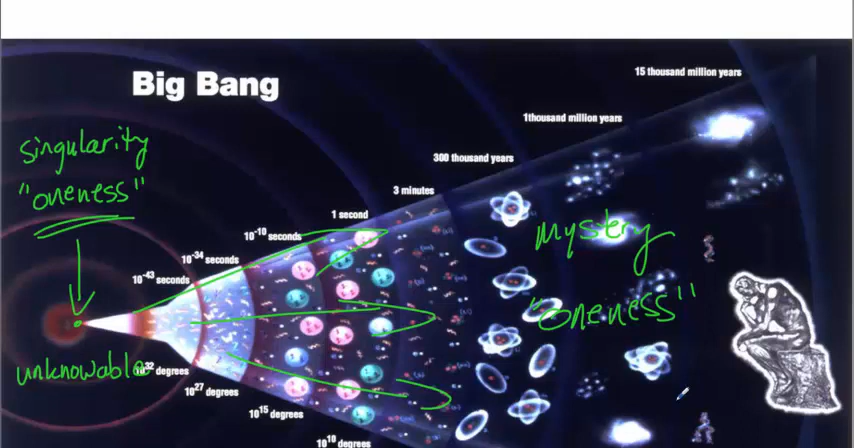 Big Bang
15 thousand million years
1thousand million years
300 thousand years
3 minutes
1 second
10-10 seconds
10-34 seconds
10-43 seconds
singularity
"oneness"
mystery
"oneness"
unknowable
1032 degrees
1027 degrees
1015 degrees
1010 degrees